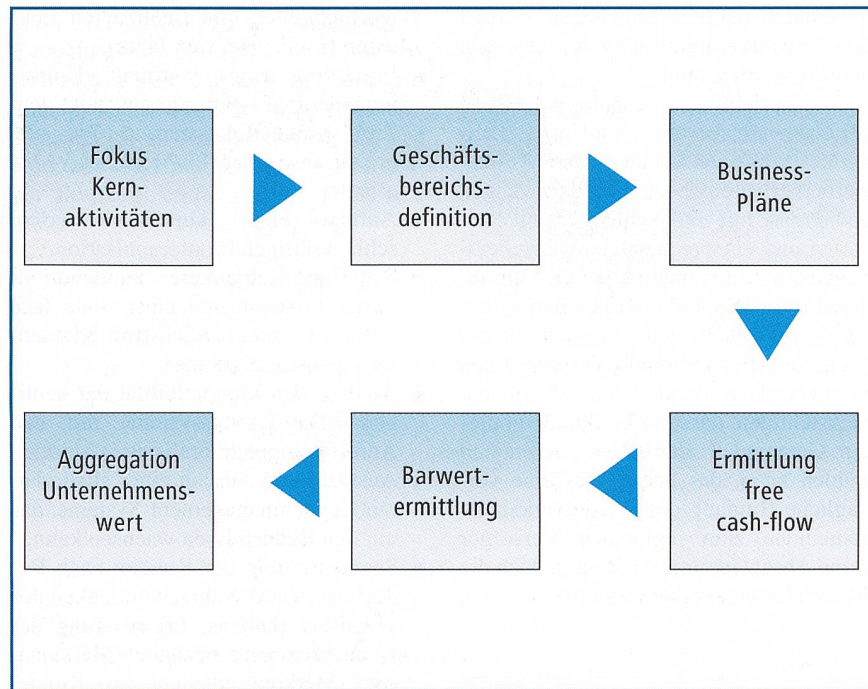 Fokus
Kern-
aktivitäten
Geschäfts-
bereichs-
definition
Business-
Pläne
Ermittlung
free
cash-flow
Barwert-
ermittlung
Aggregation
Unternehmens-
wert